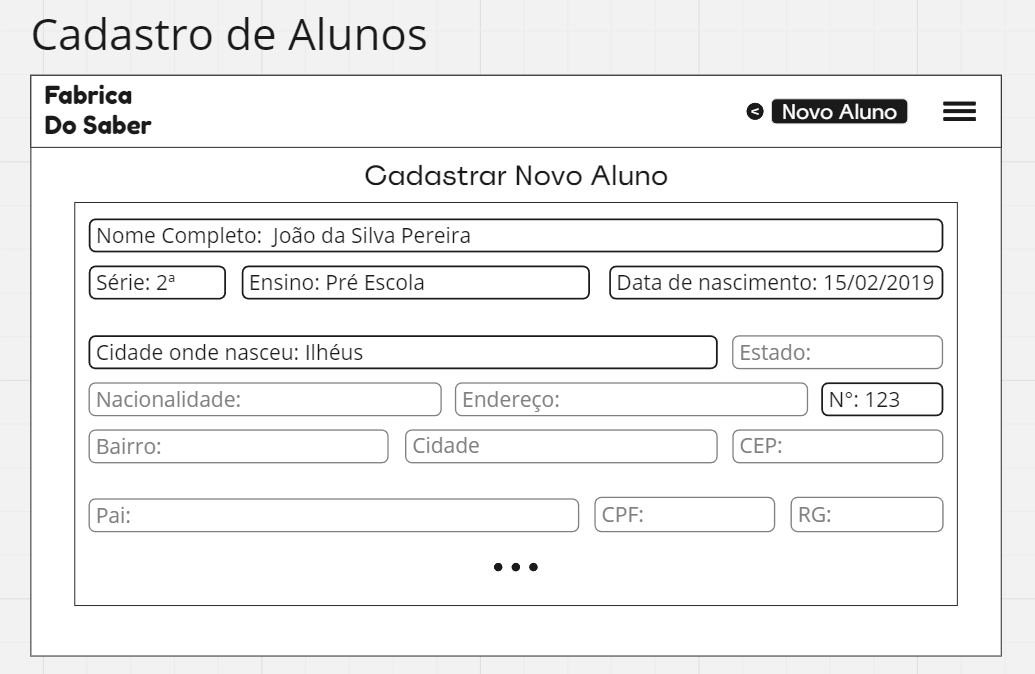 Cadastro de Alunos
Fabrica
Do Saber
< Novo Aluno
Cadastrar Novo Aluno
Nome Completo: João da Silva Pereira
Série: 2ª Ensino: Pré Escola Data de nascimento: 15/02/2019
Cidade onde nasceu: Ilhéus Estado:
Nacionalidade: Endereço: N°: 123
Bairro: Cidade CEP:
Pai: CPF: RG: